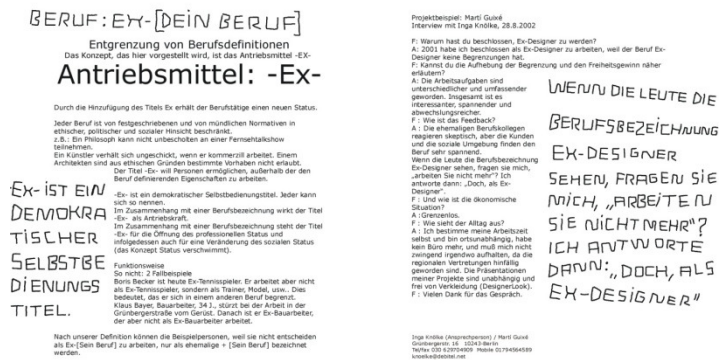 BERUF: EX-[DEIN BERUF]
Entgrenzung von Berufsdefinitionen
Das Konzept, das hier vorgestellt wird, ist das Antriebsmittel -EX-
Antriebsmittel: -Ex-
Durch die Hinzufügung des Titels Ex erhält der Berufstätige einen neuen Status.
Jeder Beruf ist von festgeschriebenen und von mündlichen Normativen in
ethischer, politischer und sozialer Hinsicht beschränkt.
z.B.: Ein Philosoph kann nicht unbescholten an einer Fernsehtalkshow
teilnehmen.
Ein Künstler verhält sich ungeschickt, wenn er kommerziell arbeitet. Einem
Architekten sind aus ethischen Gründen bestimmte Vorhaben nicht erlaubt.
Der Titel -Ex- will Personen ermöglichen, außerhalb der den
Beruf definierenden Eigenschaften zu arbeiten.
EX-IST EIN
DEMOKRA
TISCHER
SELBSTBE
DIENUNGS
TITEL.
-Ex- ist ein demokratischer Selbstbedienungstitel. Jeder kann
sich so nennen.
Im Zusammenhang mit einer Berufsbezeichnung wirkt der Titel
-Ex- als Antriebskraft.
Im Zusammenhang mit einer Berufsbezeichnung steht der Titel
-Ex- für die Öffnung des professionellen Status und
infolgedessen auch für eine Veränderung des sozialen Status
(das Konzept Status verschwimmt).
Funktionsweise
So nicht: 2 Fallbeispiele
Boris Becker ist heute Ex-Tennisspieler. Er arbeitet aber nicht
als Ex-Tennisspieler, sondern als Trainer, Model, usw.. Dies
bedeutet, das er sich in einem anderen Beruf begrenzt.
Klaus Bayer, Bauarbeiter, 34 J., stürzt bei der Arbeit in der
Grünbergerstraße vom Gerüst. Danach ist er Ex-Bauarbeiter,
der aber nicht als Ex-Bauarbeiter arbeitet.
Nach unserer Definition können die Beispielpersonen, weil sie nicht entscheiden
als Ex-[Sein Beruf] zu arbeiten, nur als ehemalige + [Sein Beruf] bezeichnet
werden.
Projektbeispiel: Martí Guixé
Interview mit Inga Knölke, 28.8.2002
F: Warum hast du beschlossen, Ex-Designer zu werden?
A: 2001 habe ich beschlossen als Ex-Designer zu arbeiten, weil der Beruf Ex-
Designer keine Begrenzungen hat.
F: Kannst du die Aufhebung der Begrenzung und den Freiheitsgewinn näher
erläutern?
A: Die Arbeitsaufgaben sind
unterschiedlicher und umfassender
geworden. Insgesamt ist es
interessanter, spannender und
abwechslungsreicher.
F : Wie ist das Feedback?
A : Die ehemaligen Berufskollegen
reagieren skeptisch, aber die Kunden
und die soziale Umgebung finden den
Beruf sehr spannend.
Wenn die Leute die Berufsbezeichnung
Ex-Designer sehen, fragen sie mich,
„arbeiten Sie nicht mehr"? Ich
antworte dann: „Doch, als Ex-
Designer".
F : Und wie ist die ökonomische
Situation?
A :Grenzenlos.
F : Wie sieht der Alltag aus?
A : Ich bestimme meine Arbeitszeit
selbst und bin ortsunabhängig, habe
kein Büro mehr, und muß mich nicht
zwingend irgendwo aufhalten, da die
regionalen Vertretungen hinfällig
geworden sind. Die Präsentationen
meiner Projekte sind unabhängig und
frei von Verkleidung (DesignerLook).
F : Vielen Dank für das Gespräch.
WENN DIE LEUTE DIE
BERUFSBEZEICHNUNG
EX-DESIGNER
SEHEN, FRAGEN SIE
MICH, „ARBEITEN
SIE NICHT MEHR"?
ICH ANTWORTE
DANN: „DOCH, ALS
EX-DESIGNER"
Inga Knölke (Ansprechperson) / Martí Guixé
Grünbergerstr. 16 10243-Berlin
Tel/fex 030 629704809 Mobile 01794564589
knoelke@debitel.net